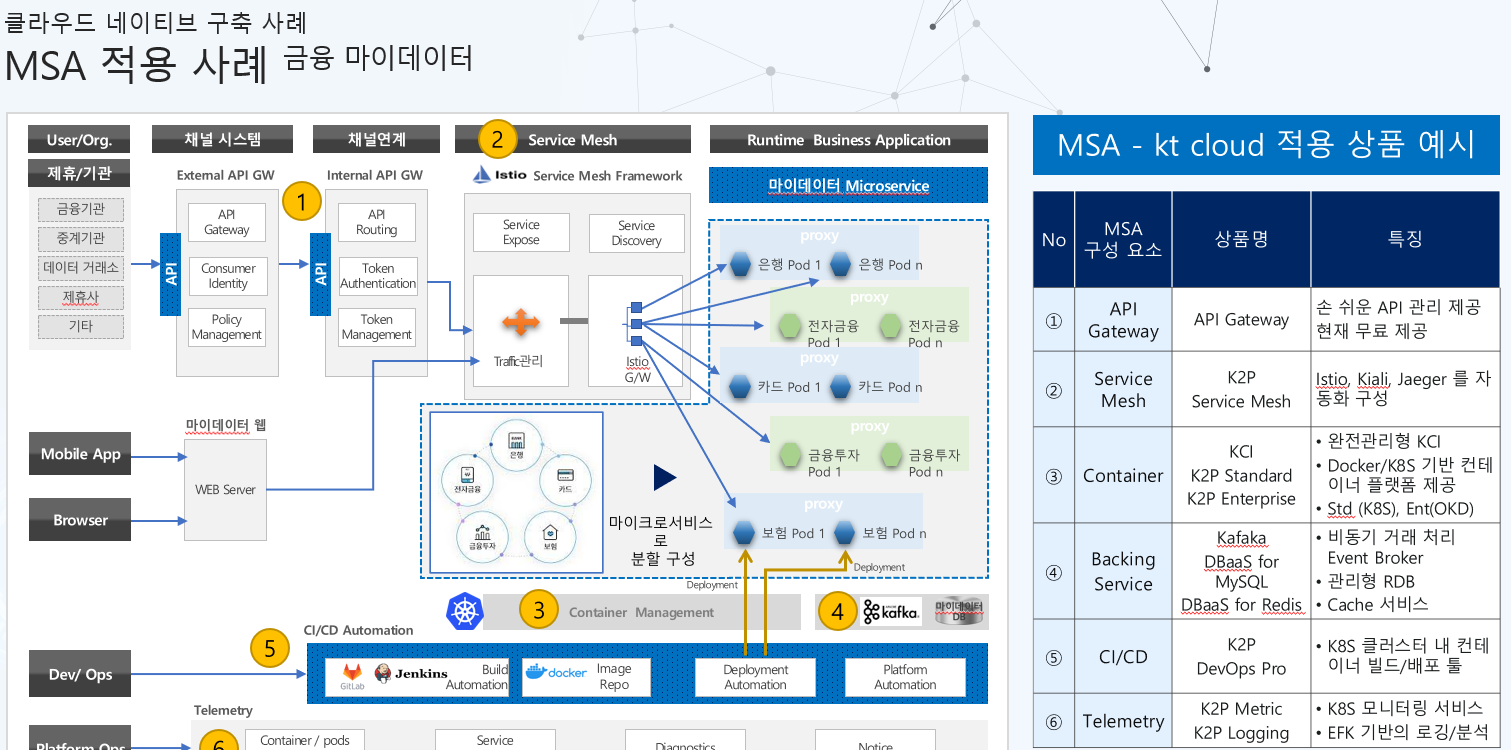 클라우드 네이티브 구축 사례
MSA 적용 사례 금융 마이데이터
User/Org.
채널 시스템
채널연계
2
Service Mesh
Runtime Business Application
제휴/기관
금융기관
중계기관
데이터 거래소
제휴사
기타
External API GW
API
API
Gateway
Consumer
Identity
Policy
Management
1
Internal API GW
API
API
Routing
Token
Authentication
Token
Management
Istio Service Mesh Framework
Service
Expose
Service
Discovery
Traffic관리
Istio
G/W
마이데이터 Microservice
proxy
은행 Pod 1
은행 Pod n
proxy
전자금융
Pod 1
전자금융
Pod n
proxy
카드 Pod 1
카드 Pod n
proxy
금융투자
Pod 1
금융투자
Pod n
proxy
보험 Pod 1
보험 Pod n
Mobile App
Browser
마이데이터 웹
WEB Server
BANK
은행
전자금융
카드
금융투자
보험
마이크로서비스
로
분할 구성
Deployment
Deployment
3
Container Management
4
kafka
마이데이터
DB
5
CI/CD Automation
Dev/ Ops
GitLab
Jenkins
Build
Automation
docker
Image
Repo
Deployment
Automation
Platform
Automation
Telemetry
Platform Ops
6
Container / pods
Service
Diagnostics
Notice
MSA - kt cloud 적용 상품 예시
No
MSA
구성 요소
상품명
특징
①
API
Gateway
API Gateway
손 쉬운 API 관리 제공
현재 무료 제공
②
Service
Mesh
K2P
Service Mesh
Istio, Kiali, Jaeger 를 자
동화 구성
③
Container
KCI
K2P Standard
K2P Enterprise
• 완전관리형 KCI
• Docker/K8S 기반 컨테
이너 플랫폼 제공
• Std (K8S), Ent(OKD)
④
Backing
Service
Kafaka
DBaaS for
MySQL
DBaaS for Redis
• 비동기 거래 처리
Event Broker
• 관리형 RDB
• Cache 서비스
⑤
CI/CD
K2P
DevOps Pro
• K8S 클러스터 내 컨테
이너 빌드/배포 툴
⑥
Telemetry
K2P Metric
K2P Logging
• K8S 모니터링 서비스
• EFK 기반의 로깅/분석